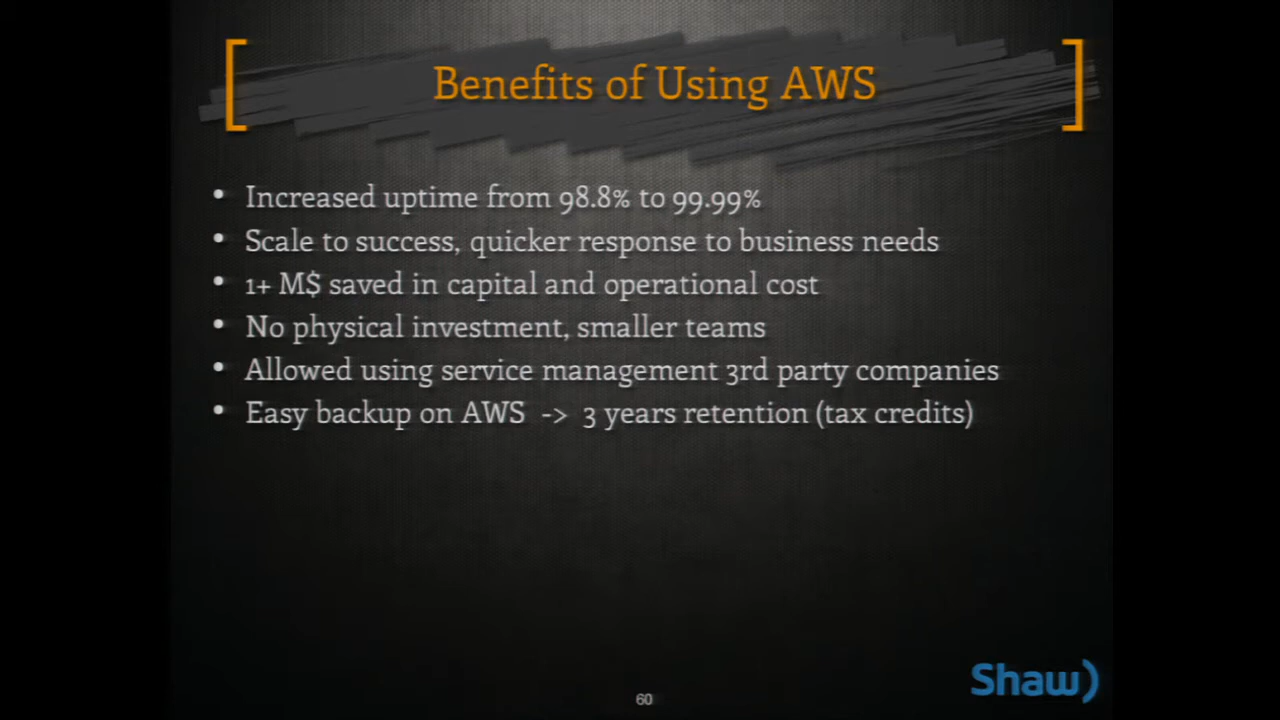 Benefits of Using AWS
• Increased uptime from 98.8% to 99.99%
• Scale to success, quicker response to business needs
• 1+ M$ saved in capital and operational cost
• No physical investment, smaller teams
• Allowed using service management 3rd party companies
• Easy backup on AWS -> 3 years retention (tax credits)
Shaw)
60